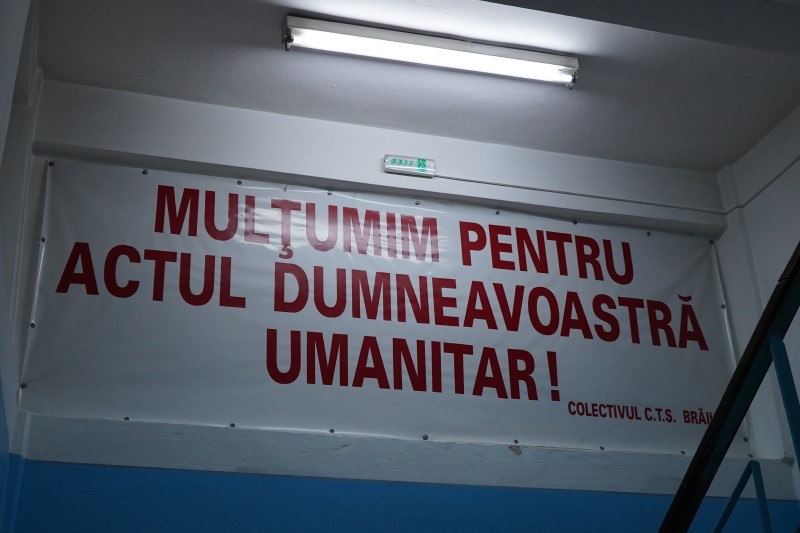 MULŢUMIM PENTRU
ACTUL DUMNEAVOASTRĂ
UMANITAR!
COLECTIVUL C.T.S.